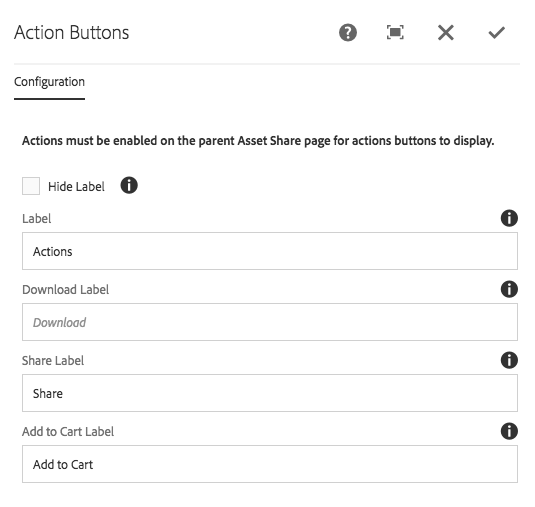 Action Buttons
Configuration
Actions must be enabled on the parent Asset Share page for actions buttons to display.
Hide Label
Label
Actions
Download Label
Download
Share Label
Share
Add to Cart Label
Add to Cart